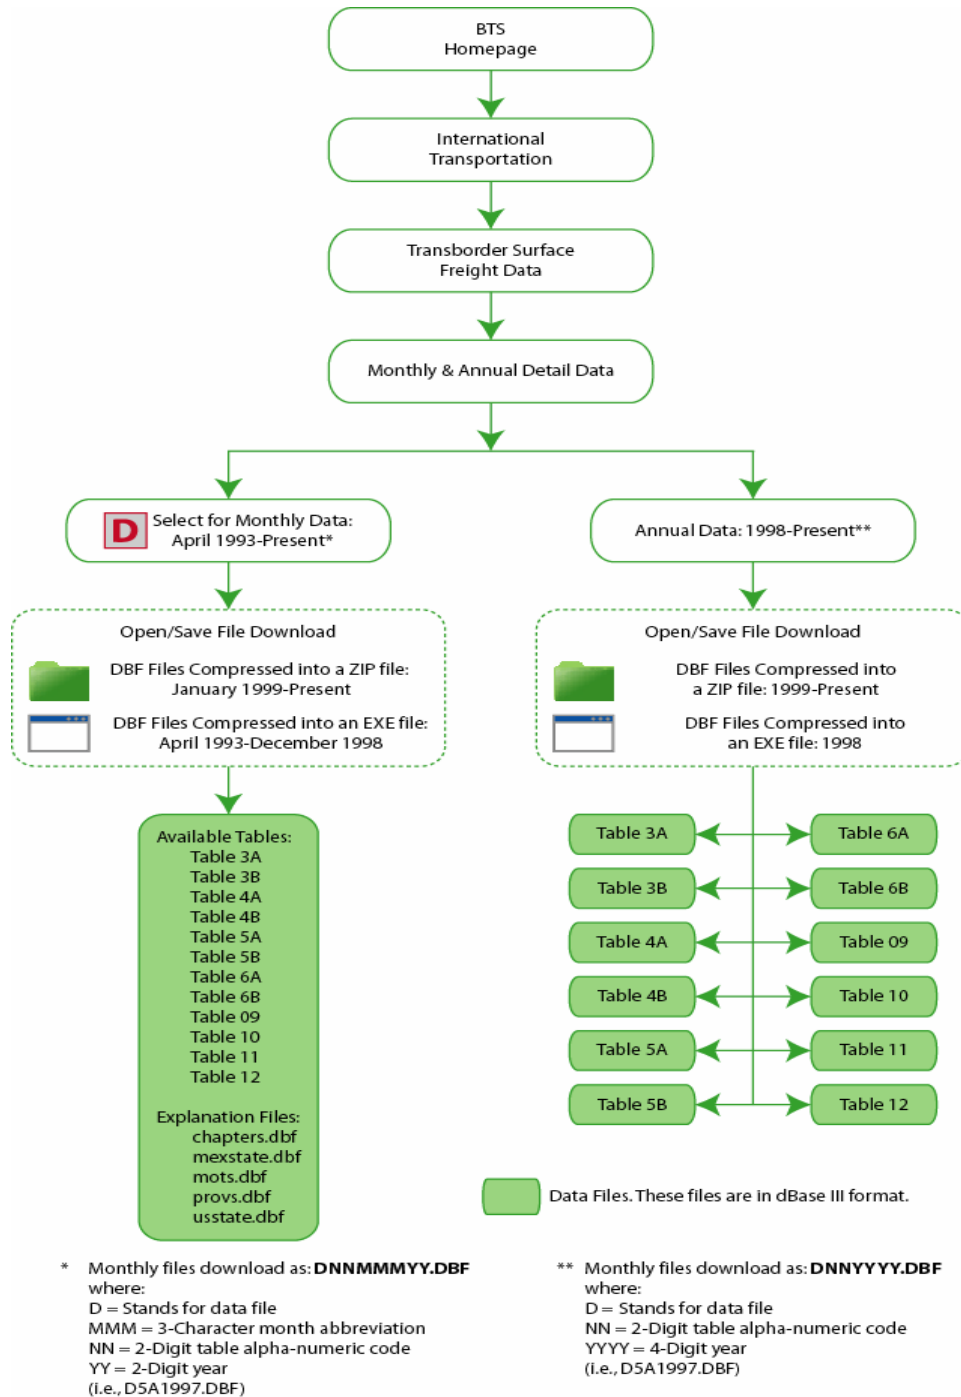 BTS
Homepage
International
Transportation
Transborder Surface
Freight Data
Monthly & Annual Detail Data
D
Select for Monthly Data:
April 1993-Present*
Annual Data: 1998-Present**
Open/Save File Download
DBF Files Compressed into a ZIP file:
January 1999-Present
DBF Files Compressed into an EXE file:
April 1993-December 1998
Open/Save File Download
DBF Files Compressed into
a ZIP file: 1999-Present
DBF Files Compressed into
an EXE file: 1998
Available Tables:
Table 3A
Table 3B
Table 4A
Table 4B
Table 5A
Table 5B
Table 6A
Table 6B
Table 09
Table 10
Table 11
Table 12
Explanation Files:
chapters.dbf
mexstate.dbf
mots.dbf
provs.dbf
usstate.dbf
Table 3A
Table 6A
Table 3B
Table 6B
Table 4A
Table 09
Table 4B
Table 10
Table 5A
Table 11
Table 5B
Table 12
Data Files. These files are in dBase III format.
* Monthly files download as: DNNMMMYY.DBF
where:
D = Stands for data file
MMM = 3-Character month abbreviation
NN = 2-Digit table alpha-numeric code
YY = 2-Digit year
(i.e., D5A1997.DBF)
** Monthly files download as: DNNYYYY.DBF
where:
D = Stands for data file
NN = 2-Digit table alpha-numeric code
YYYY = 4-Digit year
(i.e., D5A1997.DBF)